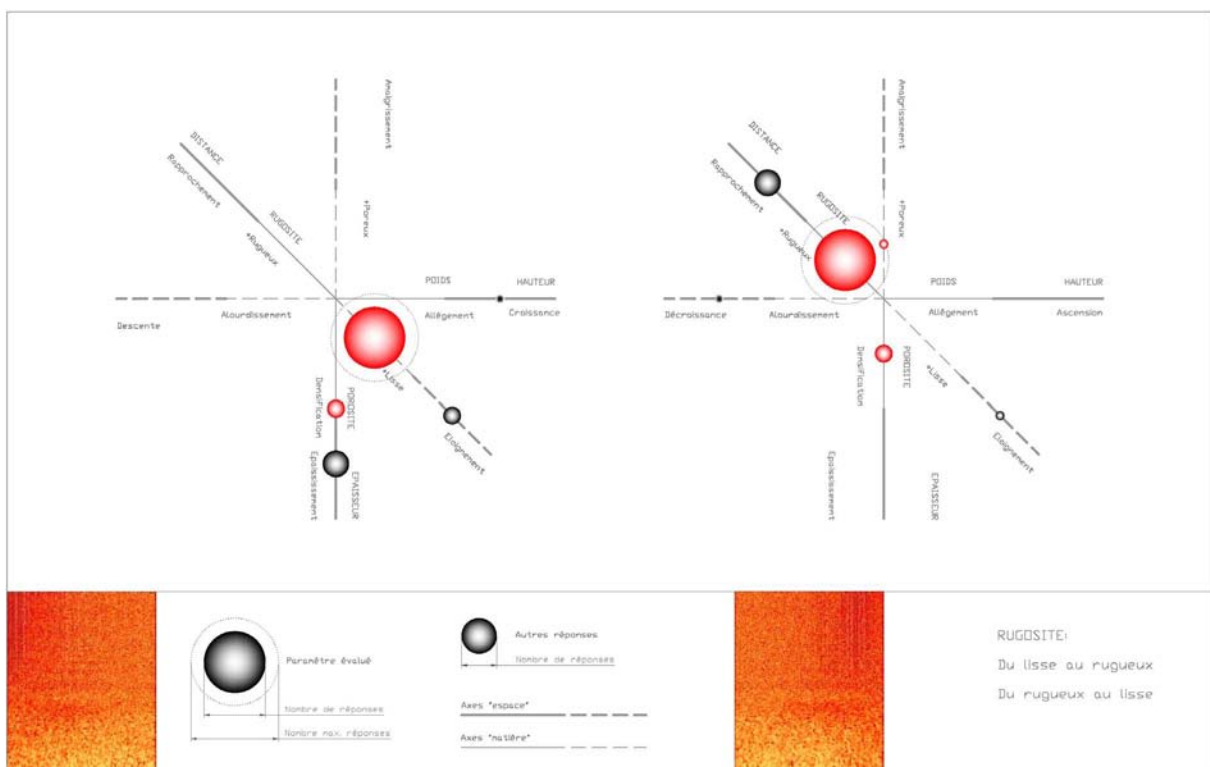 Amaigrissement
DISTANCE
Rapprochement
RUGOSITE
+Rugueux
+Poreux
POIDS
HAUTEUR
Descente
Alourdissement
Allégement
Croissance
+Lisse
Densification
POROSITE
Eloignement
Epaississement
EPAISSEUR
Amaigrissement
DISTANCE
Rapprochement
RUGOSITE
+Rugueux
+Poreux
POIDS
HAUTEUR
Décroissance
Alourdissement
Allégement
Ascension
Densification
POROSITE
+Lisse
Eloignement
Epaississement
EPAISSEUR
Paramètre évalué
Nombre de réponses
Nombre max. réponses
Autres réponses
Nombre de réponses
Axes "espace"
Axes "matière"
RUGOSITE:
Du lisse au rugueux
Du rugueux au lisse